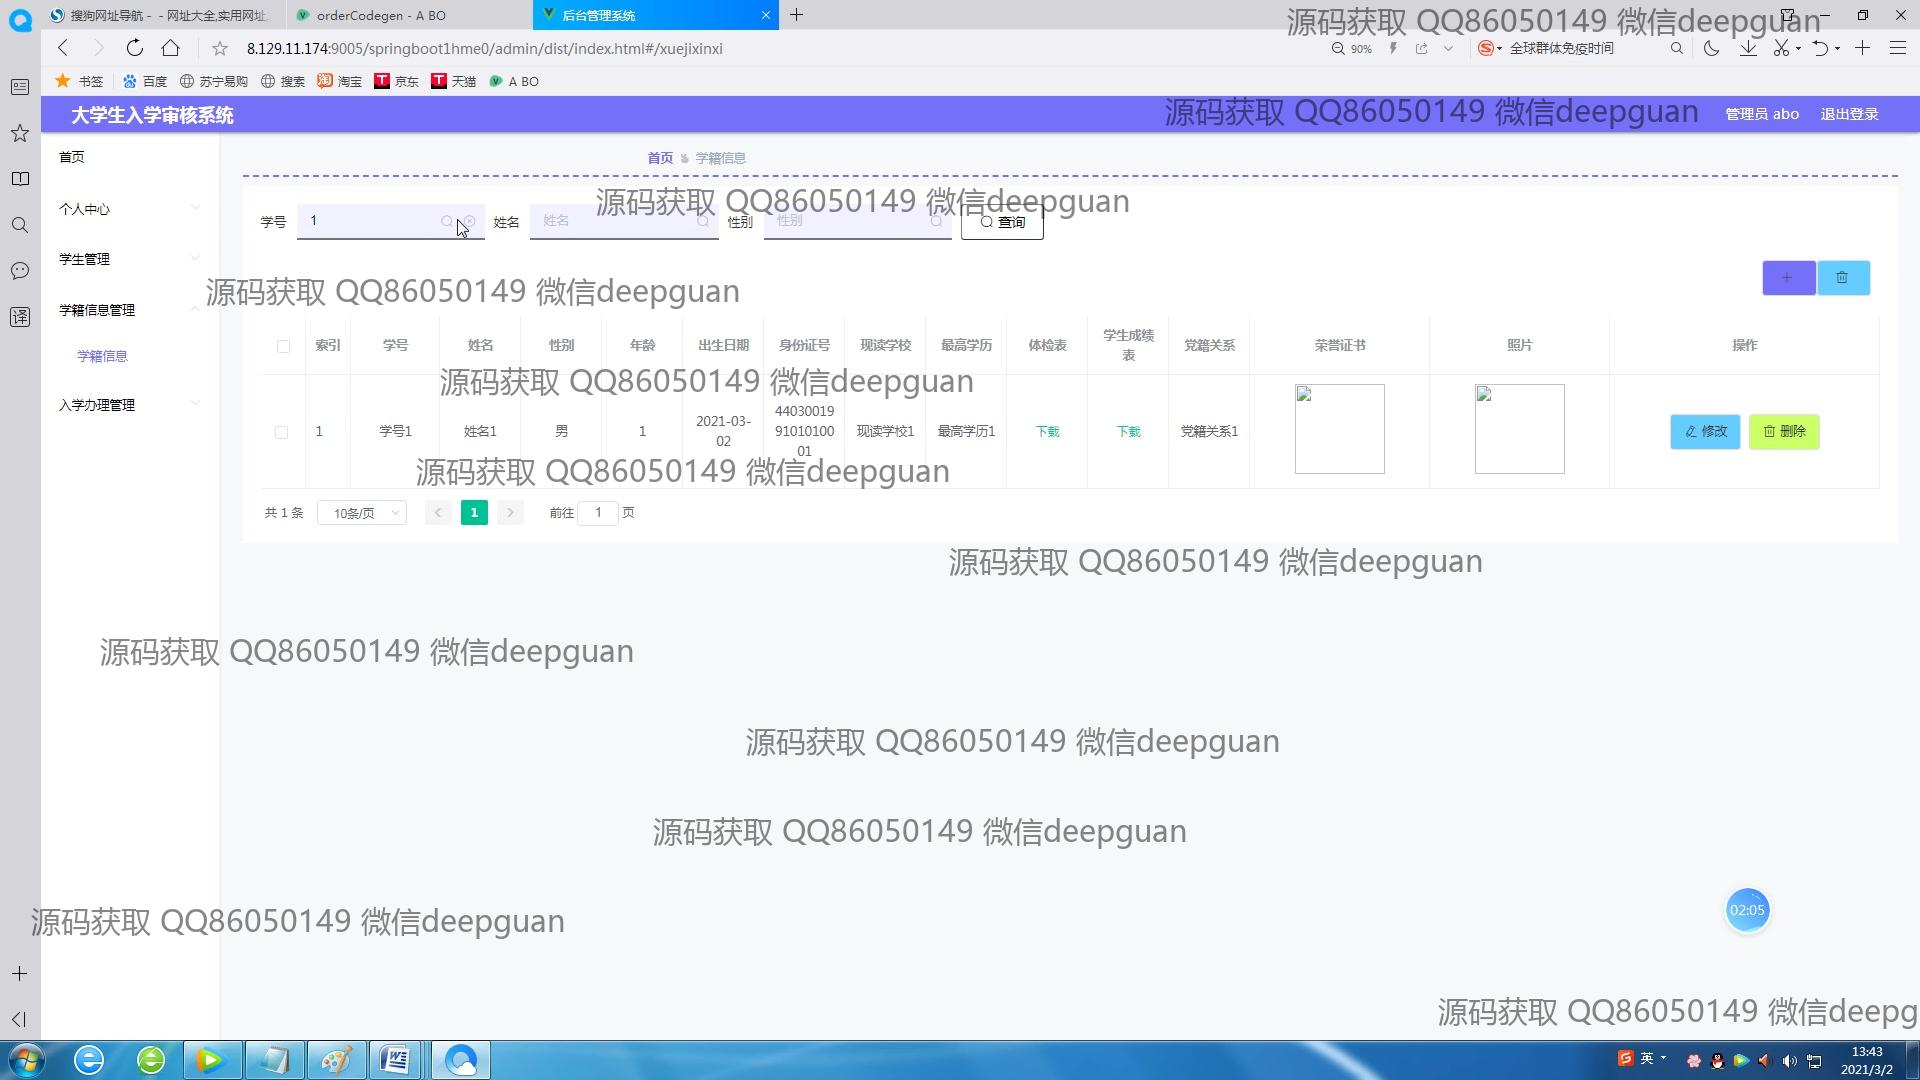 搜狗网址导航 - - 网址大全,实用网址,
orderCodegen - A BO
后台管理系统
源码获取 QQ86050149 微信deepguan
8.129.11.174:9005/springboot1hme0/admin/dist/index.html#/xuejixinxi
90%
全球群体免疫时间
书签
百度
苏宁易购
搜索
淘宝
京东
天猫
A BO
大学生入学审核系统
源码获取 QQ86050149 微信deepguan
管理员 abo
退出登录
首页
首页
学籍信息
个人中心
源码获取 QQ86050149 微信deepguan
学号
1
姓名
姓名
性别
性别
查询
学生管理
源码获取 QQ86050149 微信deepguan
+
学籍信息管理
学籍信息
入学办理管理
索引
学号
姓名
性别
年龄
出生日期
身份证号
现读学校
最高学历
体检表
学生成绩
表
党籍关系
荣誉证书
照片
操作
源码获取 QQ86050149 微信deepguan
1
学号1
姓名1
男
1
2021-03-
02
44030019
91010100
01
现读学校1
最高学历1
下载
下载
党籍关系1
修改
删除
源码获取 QQ86050149 微信deepguan
共 1 条
10条/页
1
前往
1
页
源码获取 QQ86050149 微信deepguan
源码获取 QQ86050149 微信deepguan
源码获取 QQ86050149 微信deepguan
源码获取 QQ86050149 微信deepguan
源码获取 QQ86050149 微信deepguan
02:05
源码获取 QQ86050149 微信deepg
译
英
13:43
2021/3/2